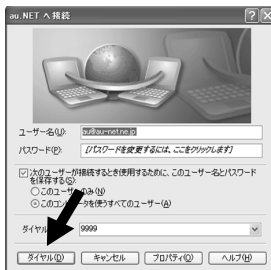 au.NET へ接続
ユーザー名(U):
au@au-net.ne.jp
パスワード(P):
[パスワードを変更するには、ここをクリックします]
次のユーザーが接続するとき使用するために、このユーザー名とパスワード
を保存する(S):
このユーザーのみ(N)
このコンピュータを使うすべてのユーザー(A)
ダイヤル
9999
ダイヤル(D)
キャンセル
プロパティ(O)
ヘルプ(H)